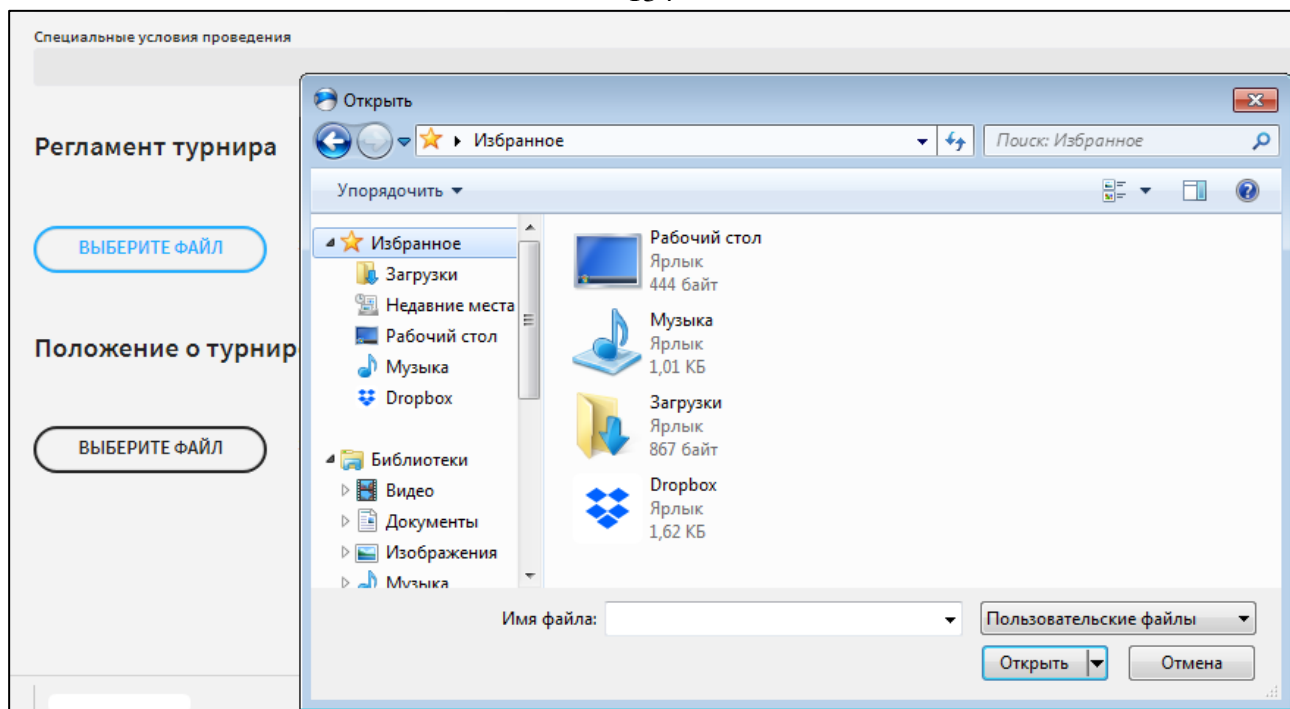 Специальные условия проведения
Открыть
Избранное
Поиск: Избранное
Регламент турнира
Упорядочить
ВЫБЕРИТЕ ФАЙЛ
Избранное
Загрузки
Недавние места
Рабочий стол
Музыка
Dropbox
Библиотеки
Видео
Документы
Изображения
Музыка
Рабочий стол
Ярлык
444 байт
Музыка
Ярлык
1,01 КБ
Загрузки
Ярлык
867 байт
Dropbox
Ярлык
1,62 КБ
Положение о турнир
ВЫБЕРИТЕ ФАЙЛ
Имя файла:
Пользовательские файлы
Открыть
Отмена